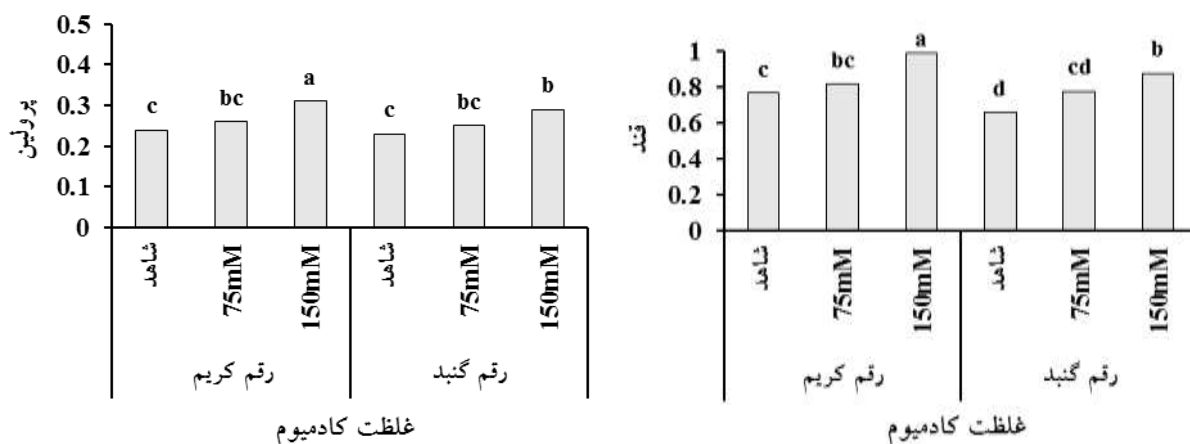 0.5
0.4
0.3
0.2
0.1
0
پرولین
c
bc
a
c
bc
b
شاهد
75mM
150mM
شاهد
75mM
150mM
رقم کریم
رقم گنبد
غلظت کادمیوم
1
0.8
0.6
0.4
0.2
0
قند
c
bc
a
d
cd
b
شاهد
75mM
150mM
شاهد
75mM
150mM
رقم کریم
رقم گنبد
غلظت کادمیوم